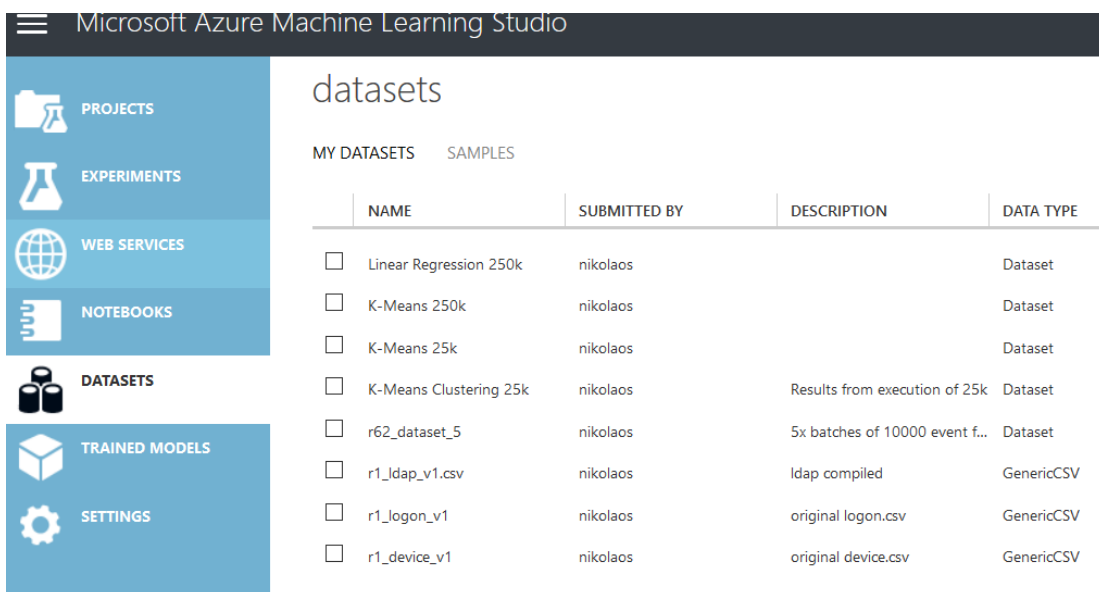 Microsoft Azure Machine Learning Studio
PROJECTS
EXPERIMENTS
WEB SERVICES
NOTEBOOKS
DATASETS
TRAINED MODELS
SETTINGS
datasets
MY DATASETS SAMPLES
NAME SUBMITTED BY DESCRIPTION DATA TYPE
Linear Regression 250k nikolaos Dataset
K-Means 250k nikolaos Dataset
K-Means 25k nikolaos Dataset
K-Means Clustering 25k nikolaos Results from execution of 25k Dataset
r62_dataset_5 nikolaos 5x batches of 10000 event f... Dataset
r1_ldap_v1.csv nikolaos ldap compiled GenericCSV
r1_logon_v1 nikolaos original logon.csv GenericCSV
r1_device_v1 nikolaos original device.csv GenericCSV